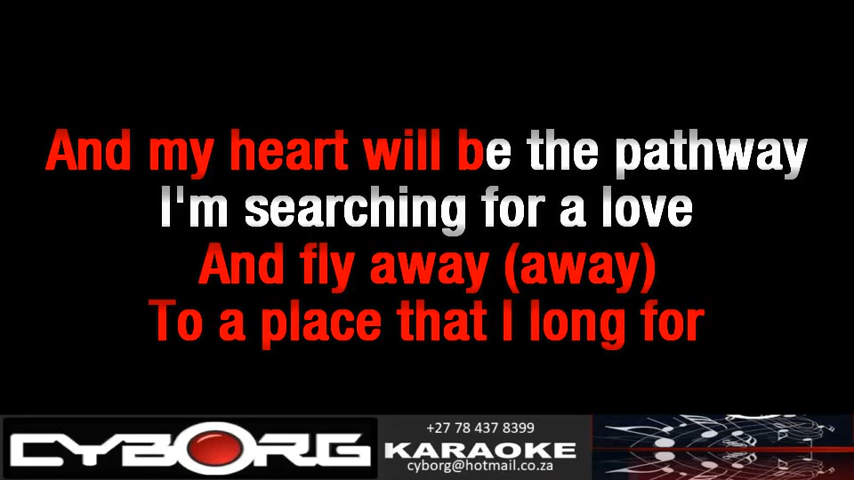 And my heart will be the pathway
I'm searching for a love
And fly away (away)
To a place that I long for
CYBORG
+27 78 437 8399
KARAOKE
cyborg@hotmail.co.za